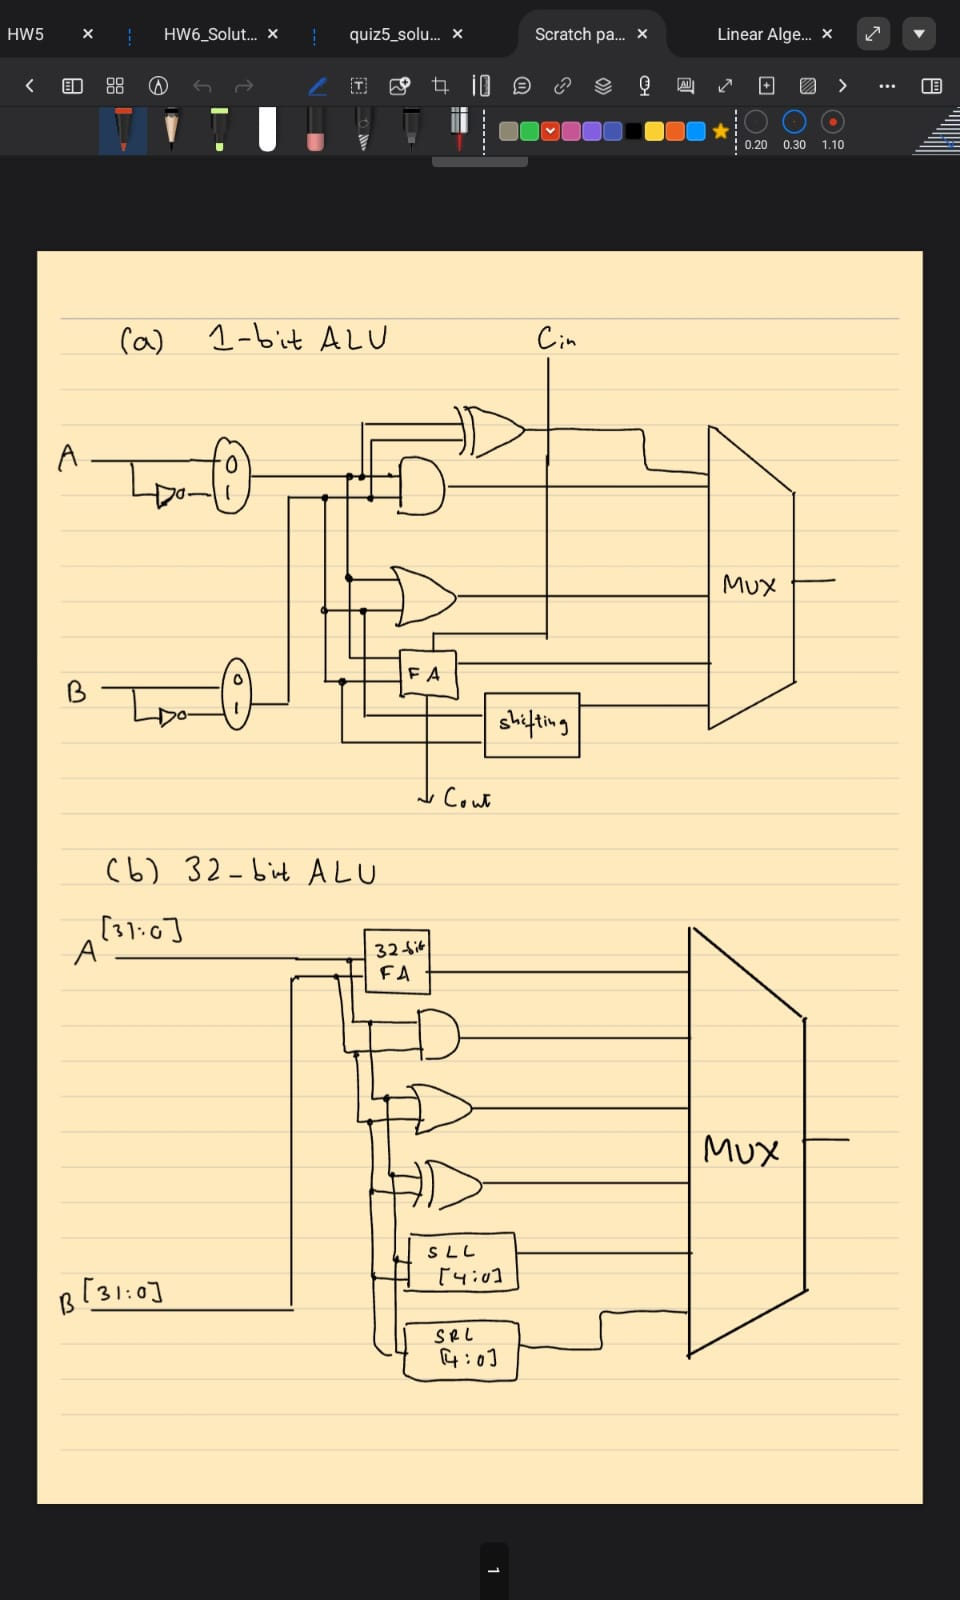 HW5 HW6_Solut... quiz5_solu... Scratch pa... Linear Alge...
0.20 0.30 1.10
(a) 1-bit ALU Cin
A
0
1
MUX
FA
B
0
1
shifting
Cout
(b) 32-bit ALU
A [31:0]
32-bit
FA
MUX
SLL
[4:0]
B [31:0]
SRL
[4:0]
1